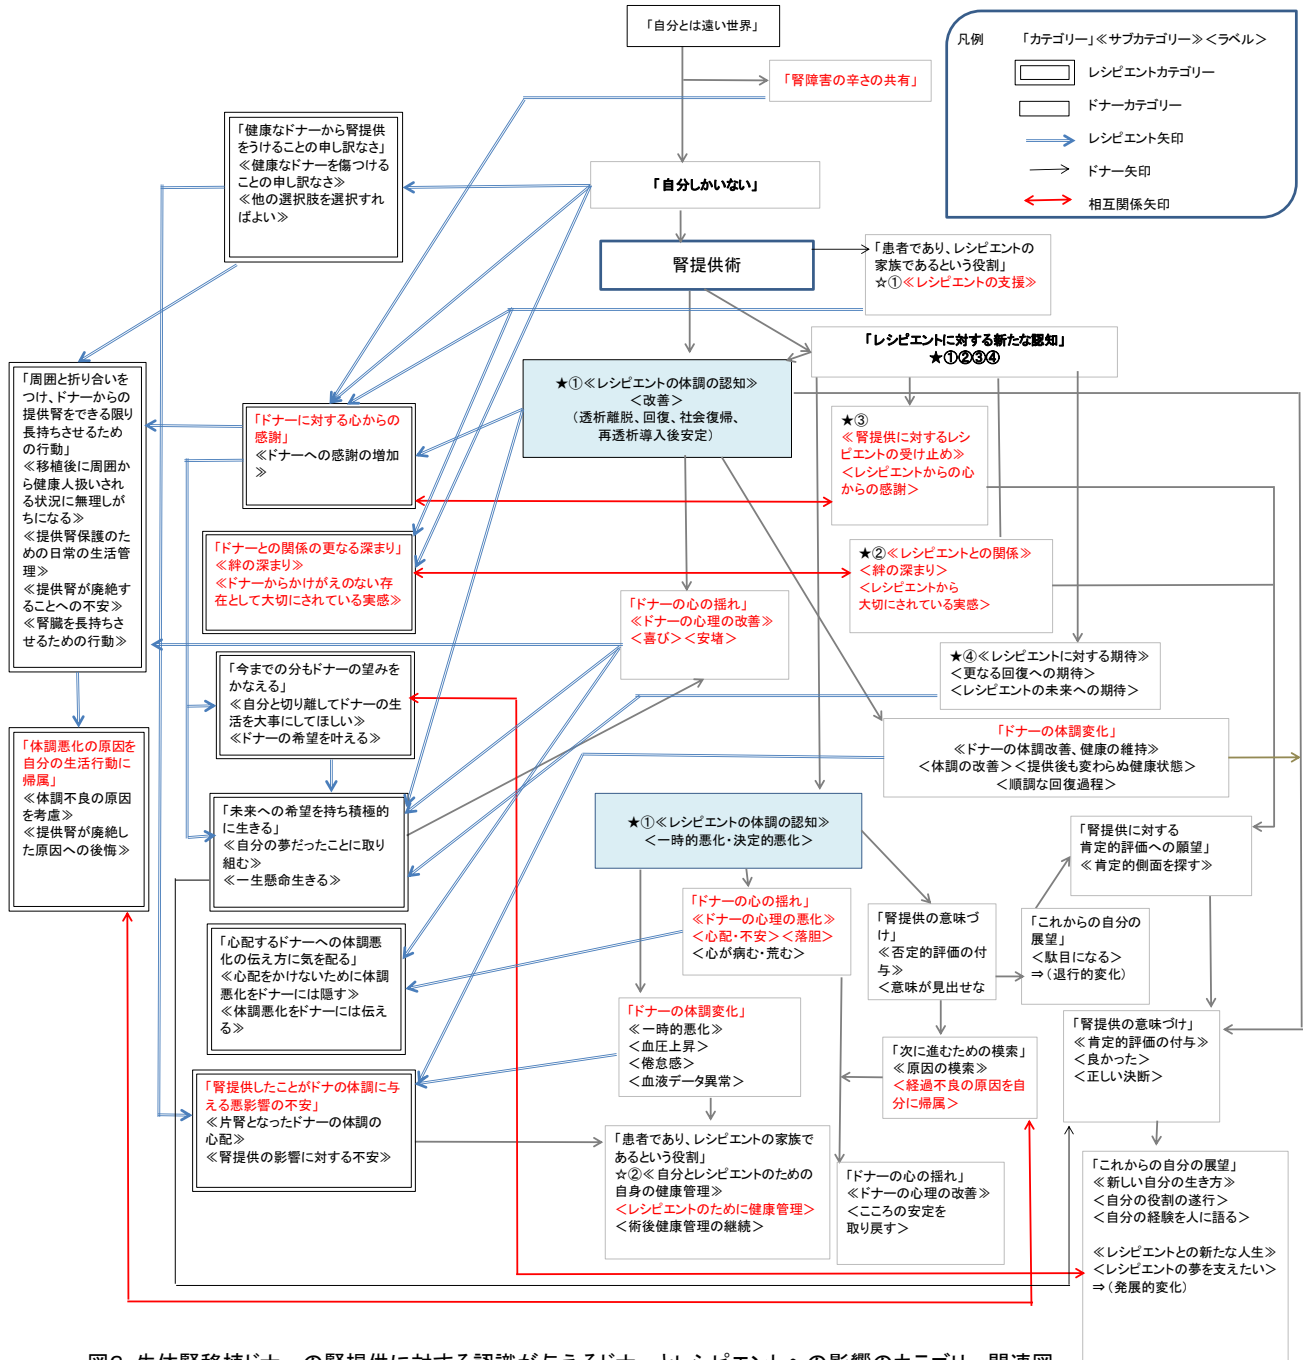 「自分とは遠い世界」
凡例
「カテゴリー」≪サブカテゴリー≫＜ラベル＞
レシピエントカテゴリー
ドナーカテゴリー
レシピエント矢印
ドナー矢印
相互関係矢印
「腎障害の辛さの共有」
「健康なドナーから腎提供
をうけることの申し訳なさ」
≪健康なドナーを傷つける
ことの申し訳なさ≫
≪他の選択肢を選択すれ
ばよい≫
「自分しかいない」
腎提供術
「患者であり、レシピエントの
家族であるという役割」
☆①≪レシピエントの支援≫
「レシピエントに対する新たな認知」
★①②③④
★①≪レシピエントの体調の認知≫
＜改善＞
（透析離脱、回復、社会復帰、
再透析導入後安定）
「周囲と折り合いを
つけ、ドナーからの
提供腎をできる限り
長持ちさせるため
の行動」
≪移植後に周囲か
ら健康人扱いされ
る状況に無理しが
ちになる≫
≪提供腎保護のた
めの日常の生活管
理≫
≪提供腎が廃絶す
ることへの不安≫
≪腎臓を長持ちさ
せるための行動≫
「ドナーに対する心からの
感謝」
≪ドナーへの感謝の増加
≫
★③
≪腎提供に対するレシ
ピエントの受け止め≫
＜レシピエントからの心
からの感謝＞
「ドナーとの関係の更なる深まり」
≪絆の深まり≫
≪ドナーからかけがえのない存
在として大切にされている実感≫
★②≪レシピエントとの関係≫
＜絆の深まり＞
＜レシピエントから
大切にされている実感＞
「ドナーの心の揺れ」
≪ドナーの心理の改善≫
＜喜び＞＜安堵＞
★④≪レシピエントに対する期待≫
＜更なる回復への期待＞
＜レシピエントの未来への期待＞
「今までの分もドナーの望みを
かなえる」
≪自分と切り離してドナーの生
活を大事にしてほしい≫
≪ドナーの希望を叶える≫
「ドナーの体調変化」
≪ドナーの体調改善、健康の維持≫
＜体調の改善＞＜提供後も変わらぬ健康状態＞
＜順調な回復過程＞
「体調悪化の原因を
自分の生活行動に
帰属」
≪体調不良の原因
を考慮≫
≪提供腎が廃絶し
た原因への後悔≫
「未来への希望を持ち積極的
に生きる」
≪自分の夢だったことに取り
組む≫
≪一生懸命生きる≫
★①≪レシピエントの体調の認知≫
＜一時的悪化・決定的悪化＞
「腎提供に対する
肯定的評価への願望」
≪肯定的側面を探す≫
「ドナーの心の揺れ」
≪ドナーの心理の悪化≫
＜心配・不安＞＜落胆＞
＜心が病む・荒む＞
「腎提供の意味づ
け」
≪否定的評価の付
与≫
＜意味が見出せな
「これからの自分の
展望」
＜駄目になる＞
⇒（退行的変化）
「心配するドナーへの体調悪
化の伝え方に気を配る」
≪心配をかけないために体調
悪化をドナーには隠す≫
≪体調悪化をドナーには伝え
る≫
「ドナーの体調変化」
≪一時的悪化≫
＜血圧上昇＞
＜倦怠感＞
＜血液データ異常＞
「次に進むための模索」
≪原因の模索≫
＜経過不良の原因を自
分に帰属＞
「腎提供の意味づけ」
≪肯定的評価の付与≫
＜良かった＞
＜正しい決断＞
「腎提供したことがドナの体調に与
える悪影響の不安」
≪片腎となったドナーの体調の
心配≫
≪腎提供の影響に対する不安≫
「患者であり、レシピエントの家族で
あるという役割」
☆②≪自分とレシピエントのための
自身の健康管理≫
＜レシピエントのために健康管理＞
＜術後健康管理の継続＞
「ドナーの心の揺れ」
≪ドナーの心理の改善≫
＜こころの安定を
取り戻す＞
「これからの自分の展望」
≪新しい自分の生き方≫
＜自分の役割の遂行＞
＜自分の経験を人に語る＞
≪レシピエントとの新たな人生≫
＜レシピエントの夢を支えたい＞
⇒（発展的変化）